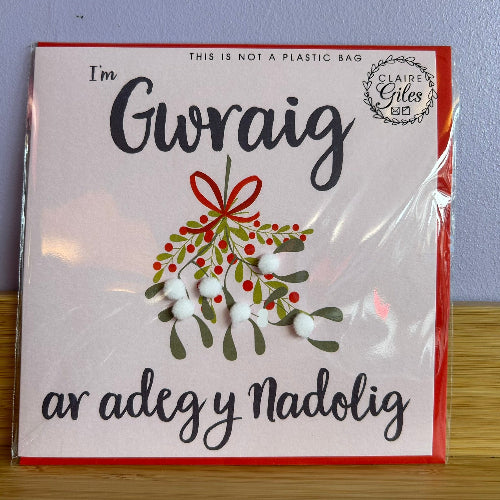 THIS IS NOT A PLASTIC BAG
CLAIRE
Giles
I'm
Gwraig
ar adeg y Nadolig